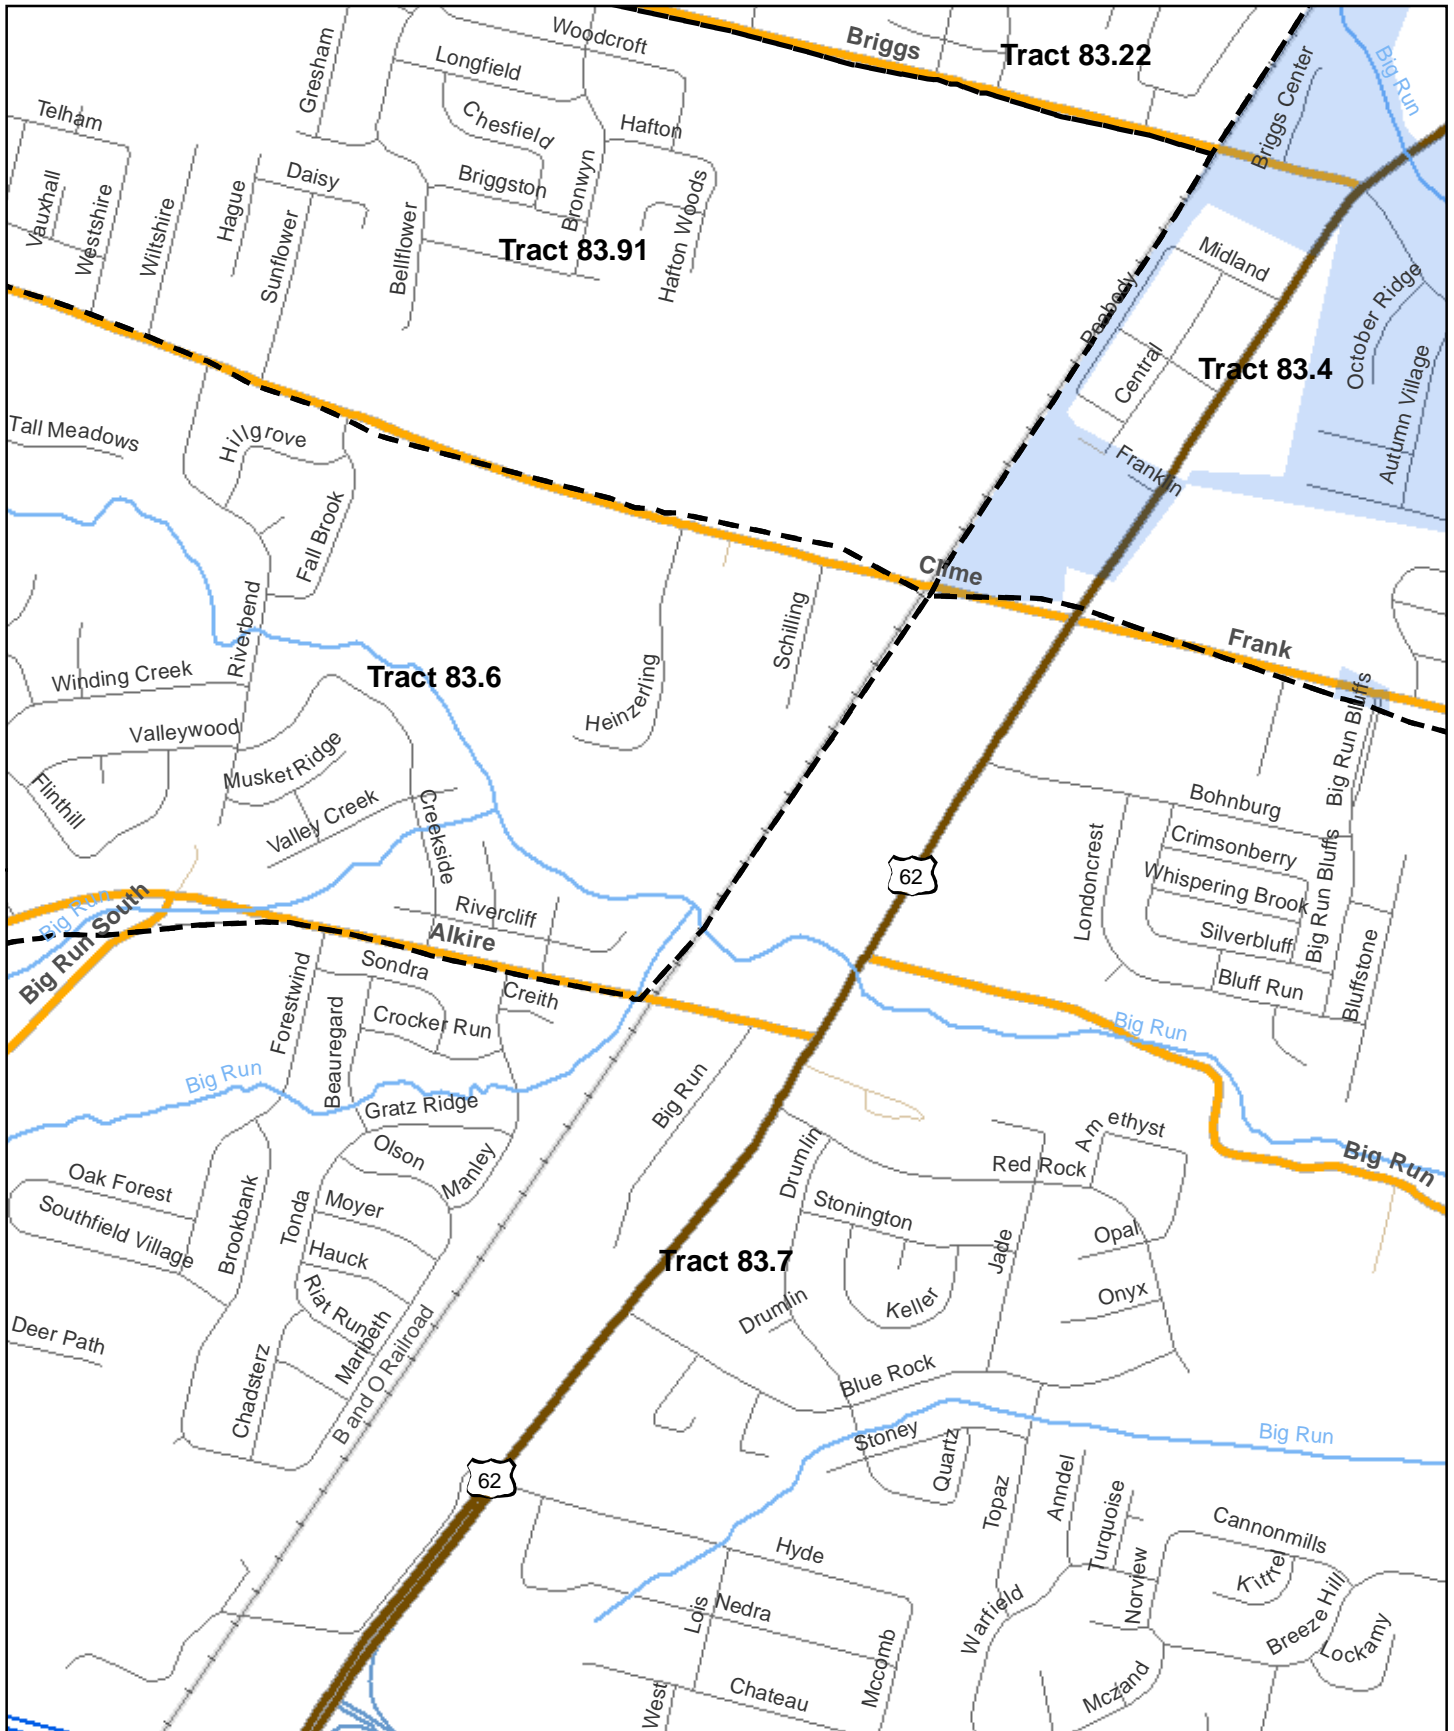 Woodcroft
Briggs
Tract 83.22
Gresham
Longfield
Big Run
Briggs Center
Telham
Chesfield
Hafton
Daisy
Briggston
Bronwyn
Vauxhall
Westshire
Wiltshire
Hague
Sunflower
Bellflower
Tract 83.91
Hafton Woods
Midland
Peabody
October Ridge
Central
Tract 83.4
Autumn Village
Tall Meadows
Hillgrove
Franklin
Fall Brook
Clime
Riverbend
Schilling
Frank
Winding Creek
Tract 83.6
Heinzerling
Valleywood
Musket Ridge
Big Run Bluffs
Flinthill
Valley Creek
Creekside
Bohnburg
Londoncrest
Crimsonberry
62
Whispering Brook
Big Run
Big Run South
Rivercliff
Alkire
Silverbluff
Big Run Bluffs
Sondra
Creith
Bluff Run
Bluffstone
Forestwind
Beauregard
Crocker Run
Big Run
Big Run
Big Run
Gratz Ridge
Amethyst
Olson
Manley
Drumlin
Red Rock
Big Run
Oak Forest
Southfield Village
Brookbank
Tonda
Moyer
Stonington
Hauck
Jade
Opal
Tract 83.7
Riat Run
Drumlin
Keller
Onyx
Deer Path
Maribeth
B and O Railroad
Chadsterz
Blue Rock
Stoney
Quartz
Big Run
62
Topaz
Anndel
Turquoise
Cannonmills
Hyde
Norview
Kittrel
Lois
Nedra
Warfield
Breeze Hill
Lockamy
Mccomb
Mczand
West
Chateau